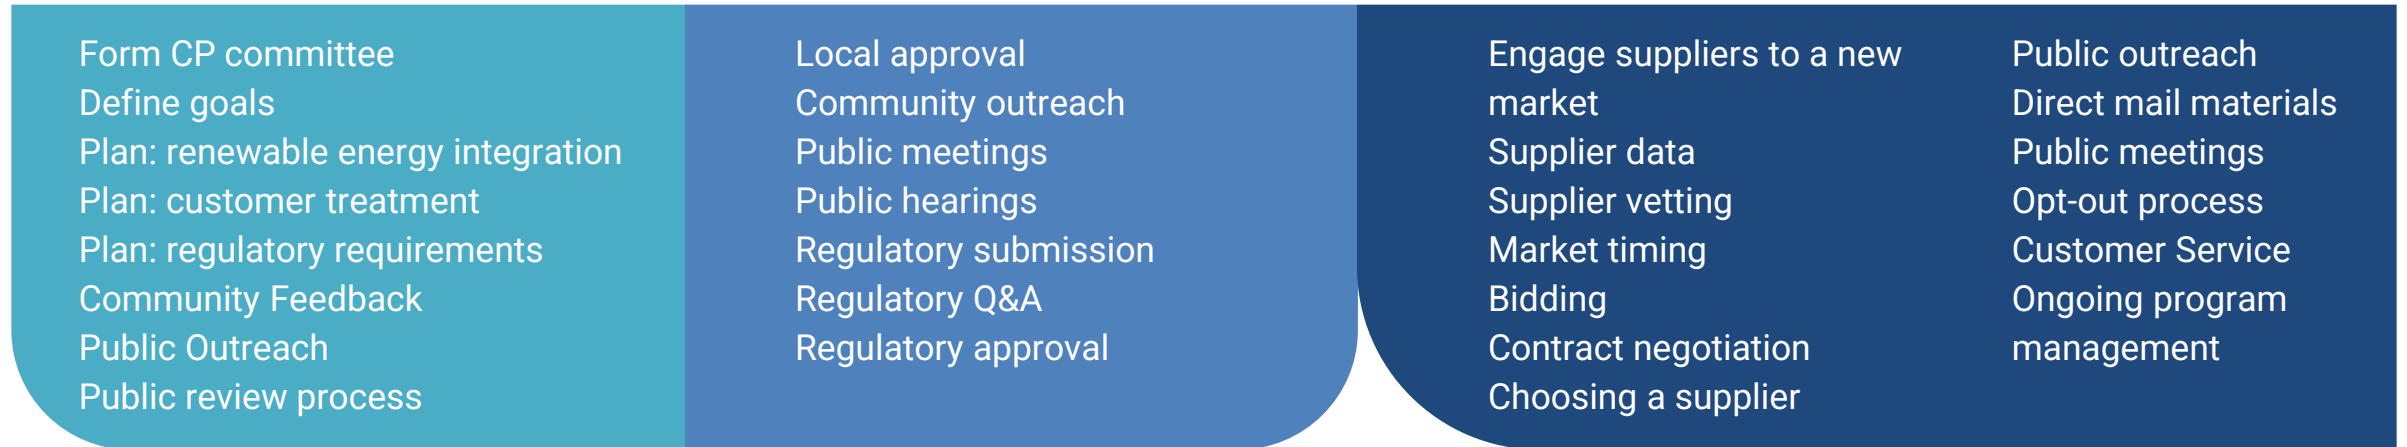 Form CP committee
Define goals
Plan: renewable energy integration
Plan: customer treatment
Plan: regulatory requirements
Community Feedback
Public Outreach
Public review process
Local approval
Community outreach
Public meetings
Public hearings
Regulatory submission
Regulatory Q&A
Regulatory approval
Engage suppliers to a new
market
Supplier data
Supplier vetting
Market timing
Bidding
Contract negotiation
Choosing a supplier
Public outreach
Direct mail materials
Public meetings
Opt-out process
Customer Service
Ongoing program
management